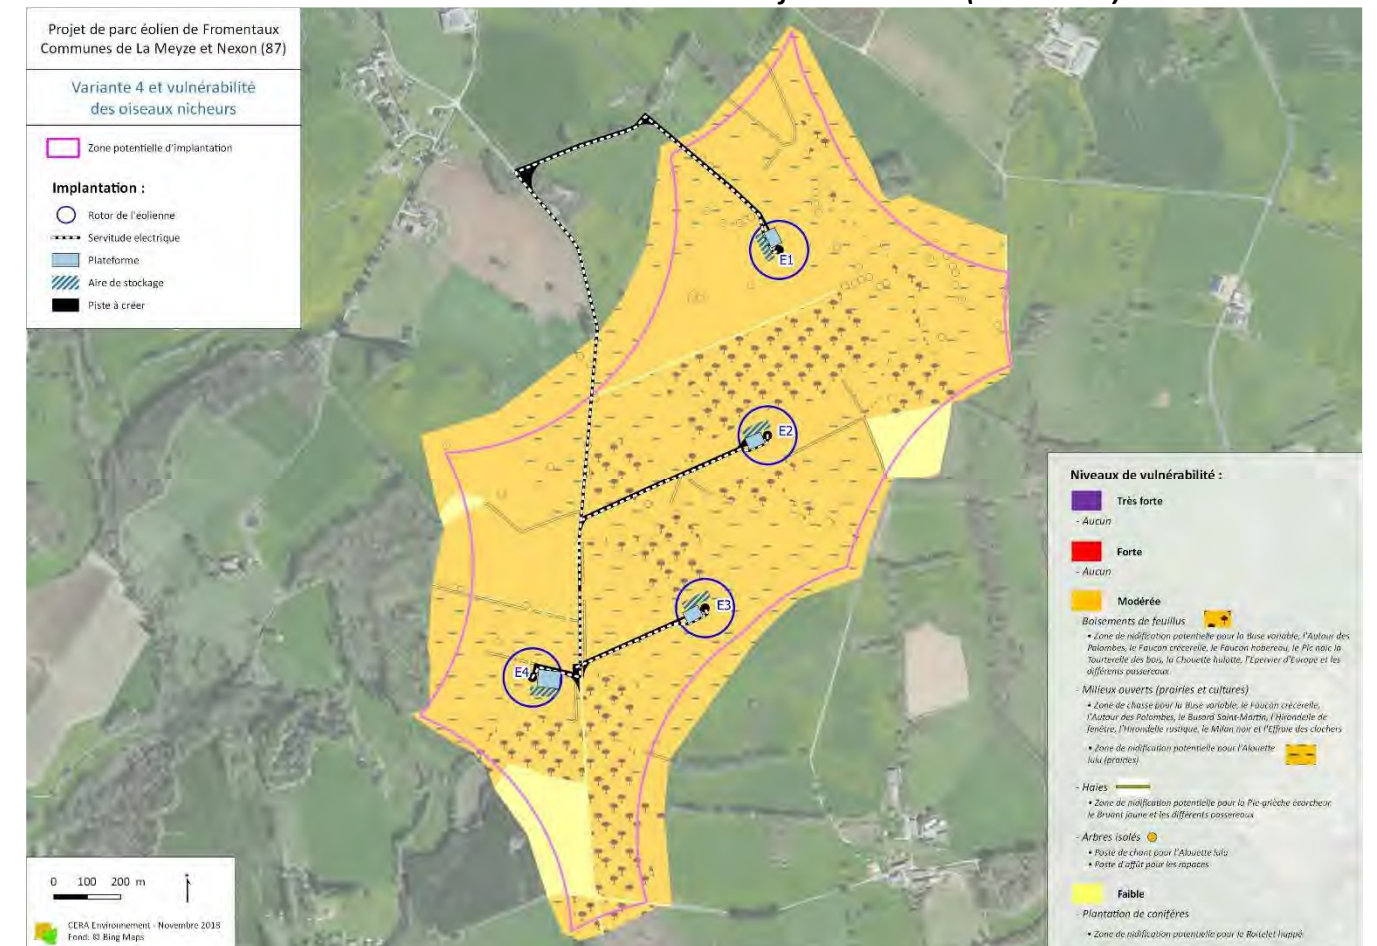 Projet de parc éolien de Fromentaux
Communes de La Meyze et Nexon (87)
Variante 4 et vulnérabilité
des oiseaux nicheurs
Zone potentielle d'implantation
Implantation :
Rotor de l'éolienne
Servitude electrique
Plateforme
Aire de stockage
Piste à créer
E1
E2
E3
E4
Niveaux de vulnérabilité :
Très forte
- Aucun
Forte
- Aucun
Modérée
- Boisements de feuillus
• Zone de nidification potentielle pour la Buse variable, l'Autour des
Palombes, le Faucon crécerelle, le Faucon hobereau, le Pic noir, la
Tourterelle des bois, la Chouette hulotte, l'Epervier d'Europe et les
différents passereaux
- Milieux ouverts (prairies et cultures)
• Zone de chasse pour la Buse variable, le Faucon crécerelle,
l'Autour des Palombes, le Busard Saint-Martin, l'Hirondelle de
fenêtre, l'Hirondelle rustique, le Milan noir et l'Effraie des clochers
• Zone de nidification potentielle pour l'Alouette
lulu (prairies)
- Haies
• Zone de nidification potentielle pour la Pie-grièche écorcheur,
le Bruant jaune et les différents passereaux
- Arbres isolés
• Poste de chant pour l'Alouette lulu
• Poste d'affût pour les rapaces
Faible
- Plantation de conifères
• Zone de nidification potentielle pour le Roitelet huppé
0 100 200 m
CERA Environnement - Novembre 2018
Fond: © Bing Maps